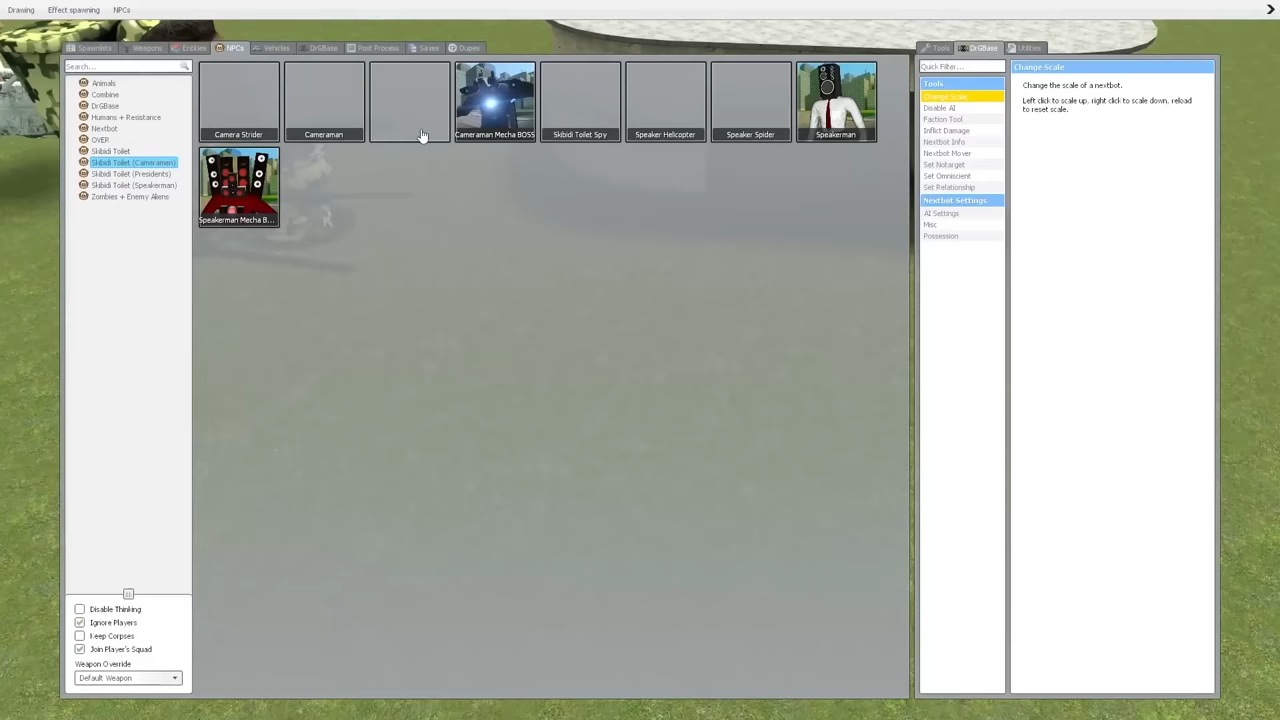 Drawing Effect spawning NPCs
Spawnlists Weapons Entities NPCs Vehicles DrGBase Post Process Saves Dupes
Search...
Animals
Combine
DrGBase
Humans + Resistance
Nextbot
OVER
Skibidi Toilet
Skibidi Toilet (Cameramen)
Skibidi Toilet (Presidents)
Skibidi Toilet (Speakerman)
Zombies + Enemy Aliens
Camera Strider
Cameraman
Cameraman Mecha BOSS
Skibidi Toilet Spy
Speaker Helicopter
Speaker Spider
Speakerman
Speakerman Mecha B...
Disable Thinking
Ignore Players
Keep Corpses
Join Player's Squad
Weapon Override
Default Weapon
Tools DrGBase Utilities
Quick Filter...
Tools
Change Scale
Disable AI
Faction Tool
Inflict Damage
Nextbot Info
Nextbot Mover
Set Notarget
Set Omniscient
Set Relationship
Nextbot Settings
AI Settings
Misc
Possession
Change Scale
Change the scale of a nextbot.
Left click to scale up, right click to scale down, reload
to reset scale.